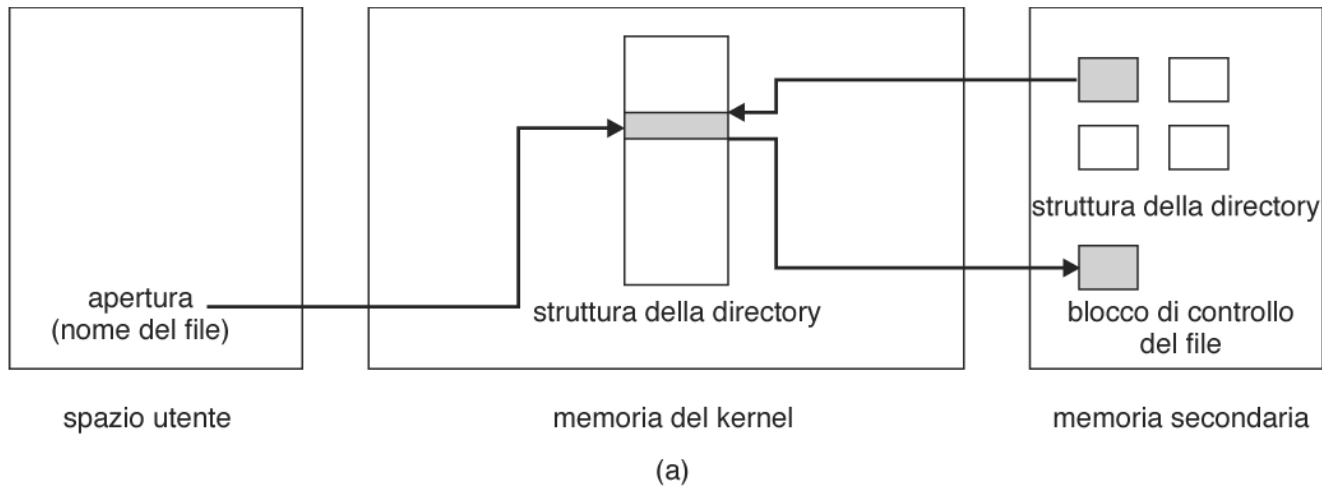 apertura
(nome del file)
struttura della directory
struttura della directory
blocco di controllo
del file
spazio utente
memoria del kernel
memoria secondaria
(a)